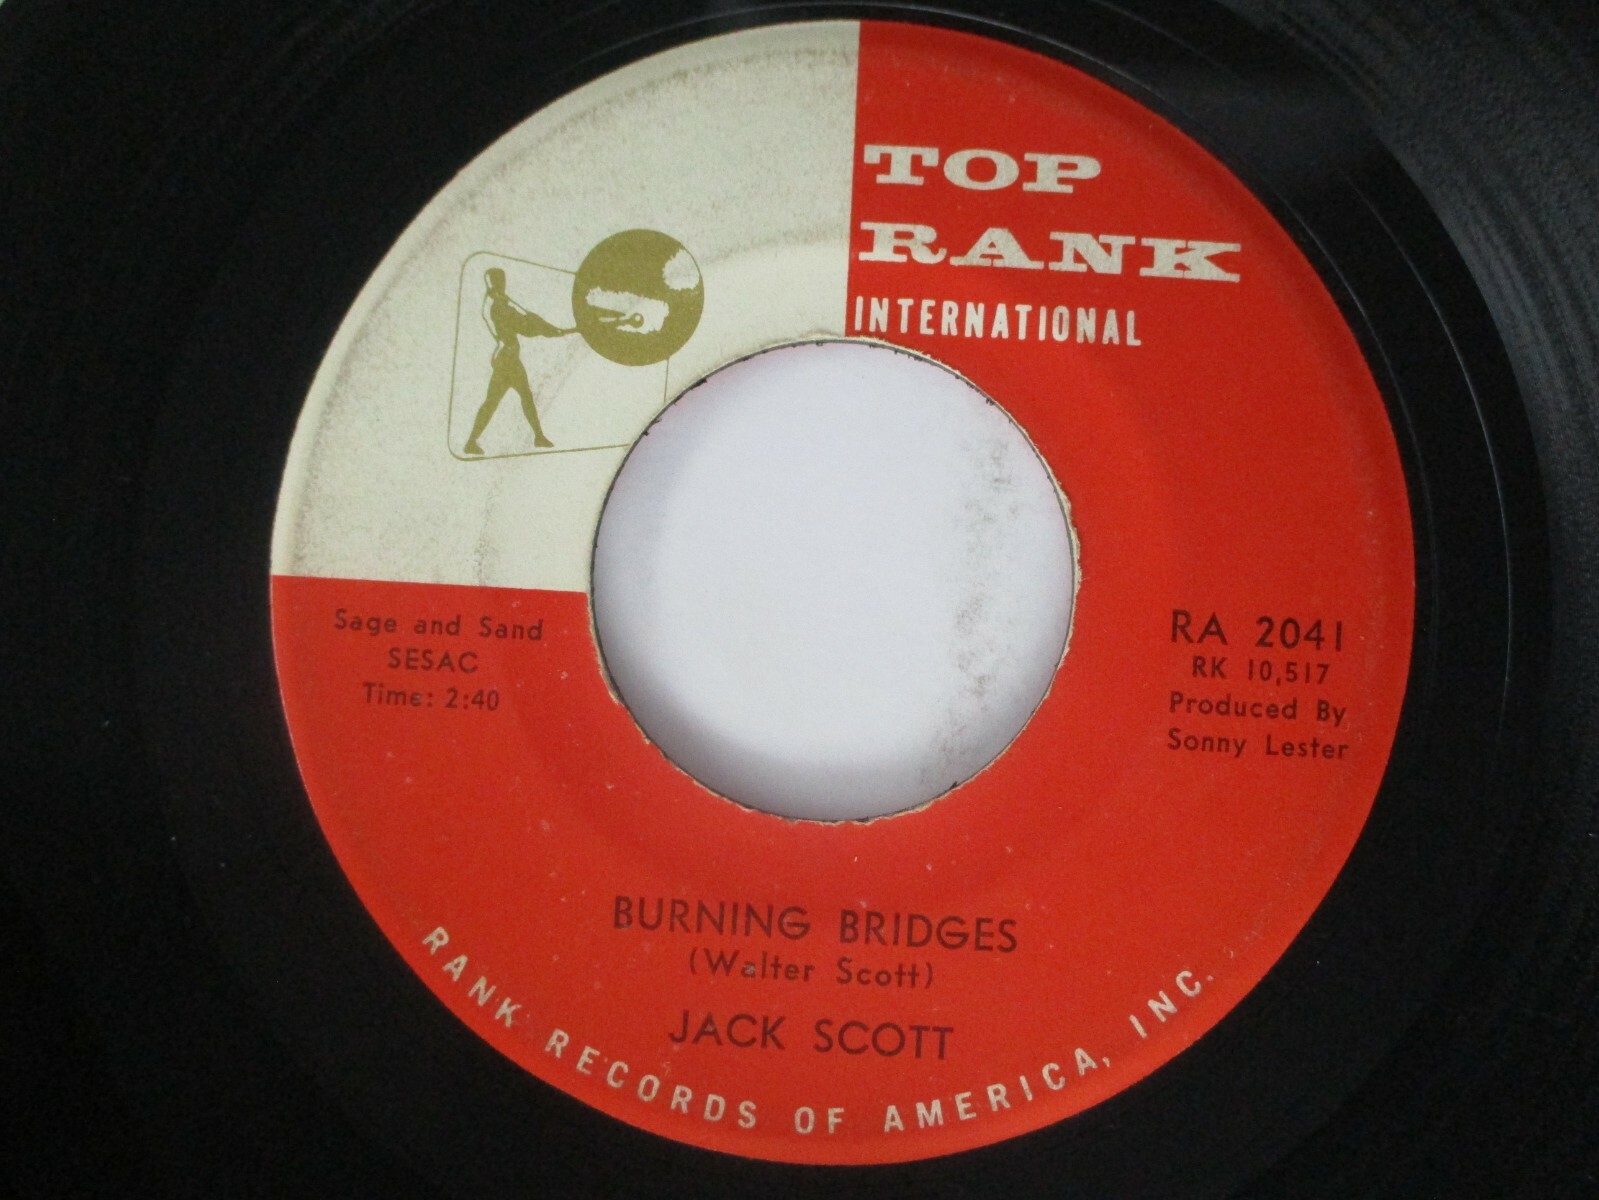 TOP
RANK
INTERNATIONAL
Sage and Sand
SESAC
Time: 2:40
RA 2041
RK 10,517
Produced By
Sonny Lester
BURNING BRIDGES
(Walter Scott)
JACK SCOTT
RANK RECORDS OF AMERICA, INC.